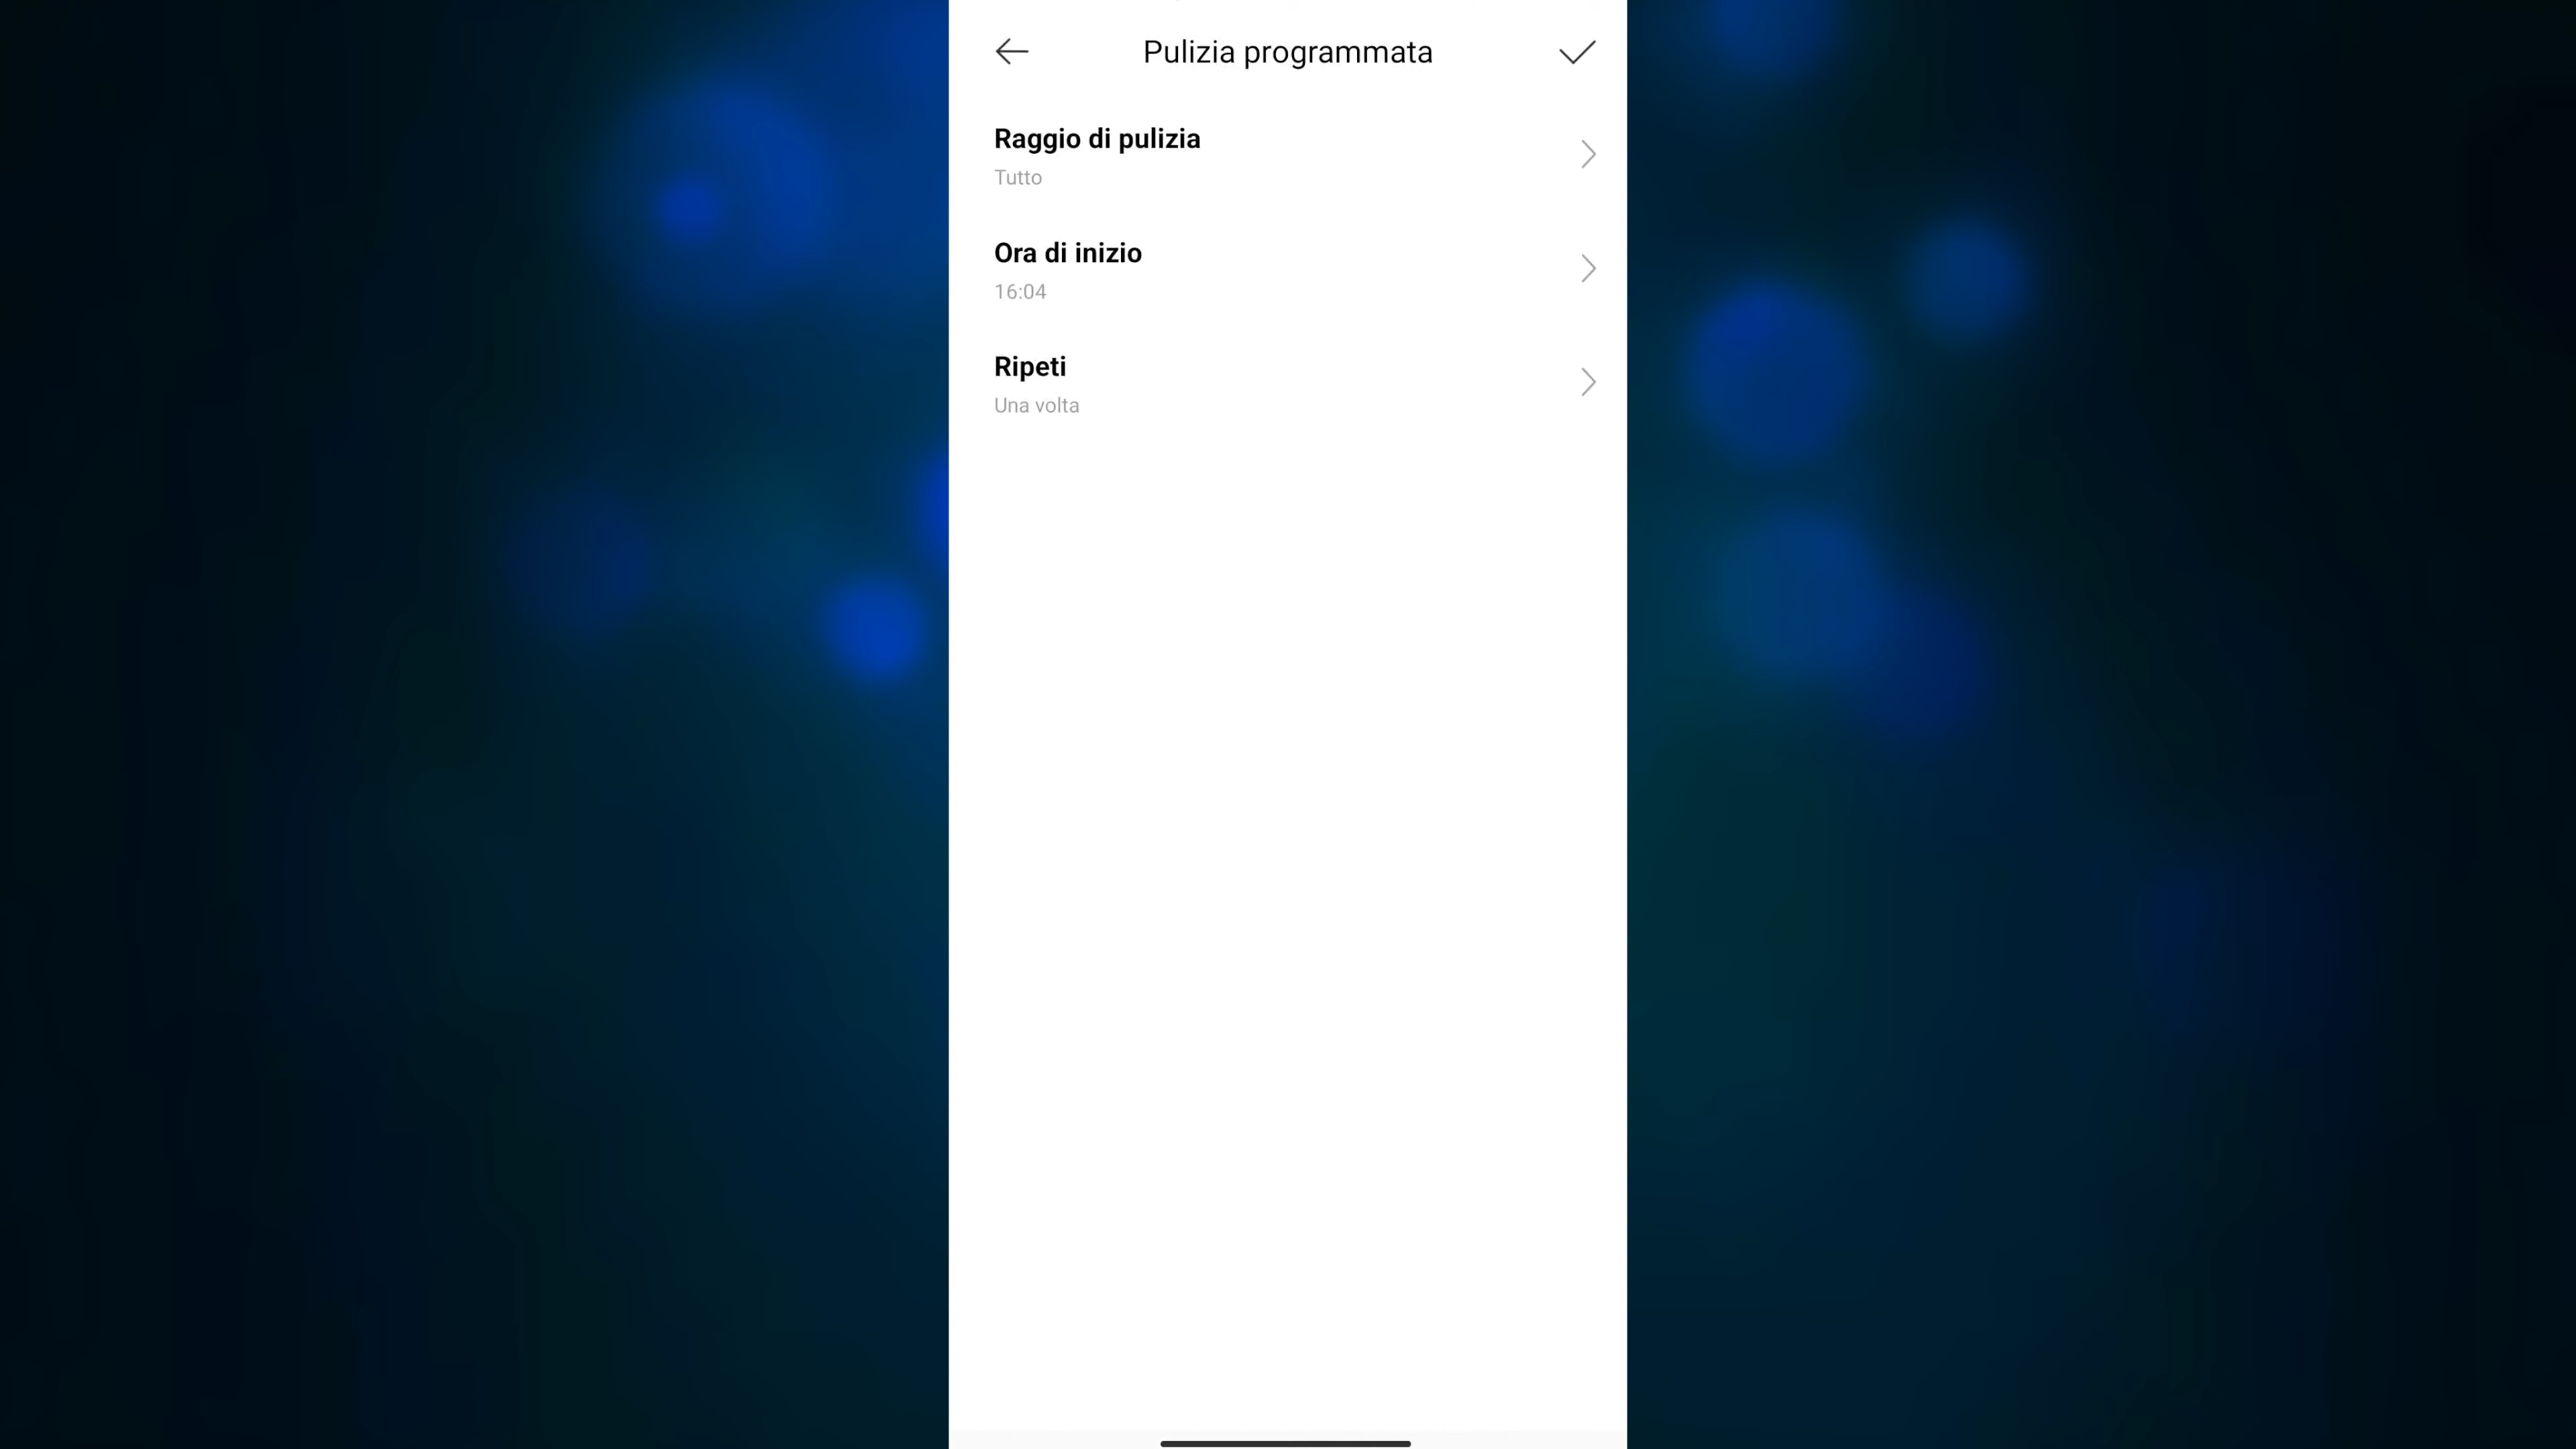 Pulizia programmata
Raggio di pulizia
Tutto
Ora di inizio
16:04
Ripeti
Una volta